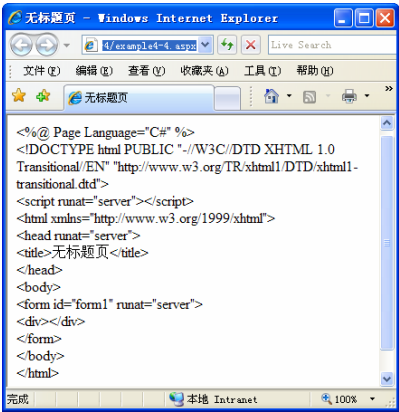 无标题页 - Windows Internet Explorer
4/example4-4.aspx
Live Search
文件(F) 编辑(E) 查看(V) 收藏夹(A) 工具(T) 帮助(H)
无标题页
<%@ Page Language="C#" %>
<!DOCTYPE html PUBLIC "-//W3C//DTD XHTML 1.0
Transitional//EN" "http://www.w3.org/TR/xhtml1/DTD/xhtml1-
transitional.dtd">
<script runat="server"></script>
<html xmlns="http://www.w3.org/1999/xhtml">
<head runat="server">
<title>无标题页</title>
</head>
<body>
<form id="form1" runat="server">
<div></div>
</form>
</body>
</html>
完成 本地 Intranet 100%